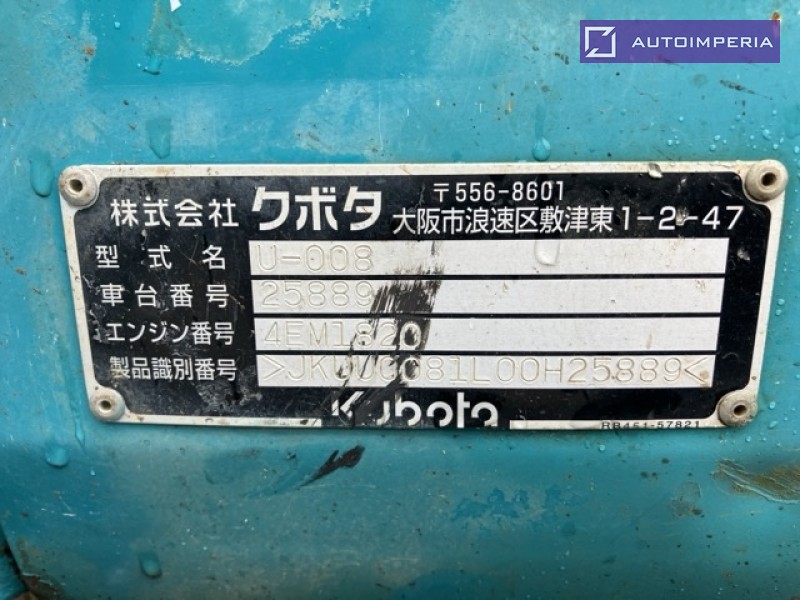 AUTOIMPERIA
株式会社 クボタ 〒556-8601
大阪市浪速区敷津東1-2-47
型式名 U-008
車台番号 25889
エンジン番号 4EM1820
製品識別番号 >JKUU0081L00H25889<
Kubota
RB451-57821